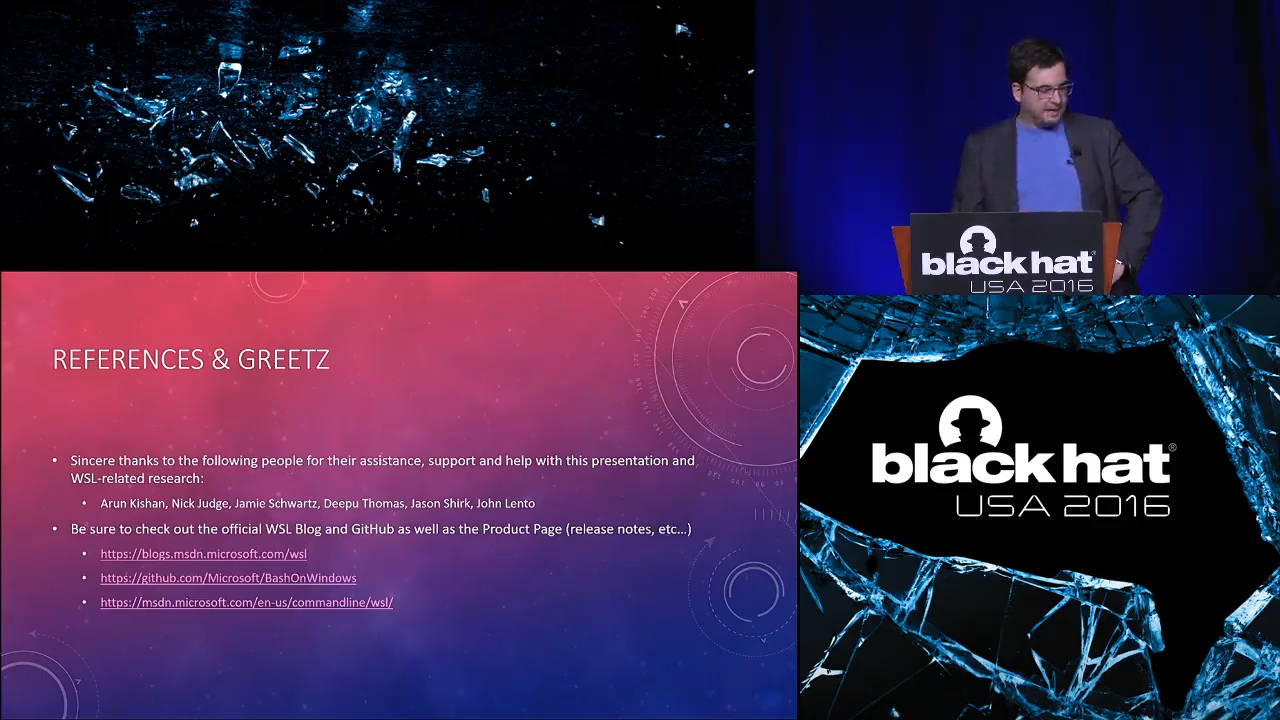 black hat
USA 2016
REFERENCES & GREETZ
• Sincere thanks to the following people for their assistance, support and help with this presentation and
WSL-related research:
• Arun Kishan, Nick Judge, Jamie Schwartz, Deepu Thomas, Jason Shirk, John Lento
• Be sure to check out the official WSL Blog and GitHub as well as the Product Page (release notes, etc…)
• https://blogs.msdn.microsoft.com/wsl
• https://github.com/Microsoft/BashOnWindows
• https://msdn.microsoft.com/en-us/commandline/wsl/
black hat®
USA 2016